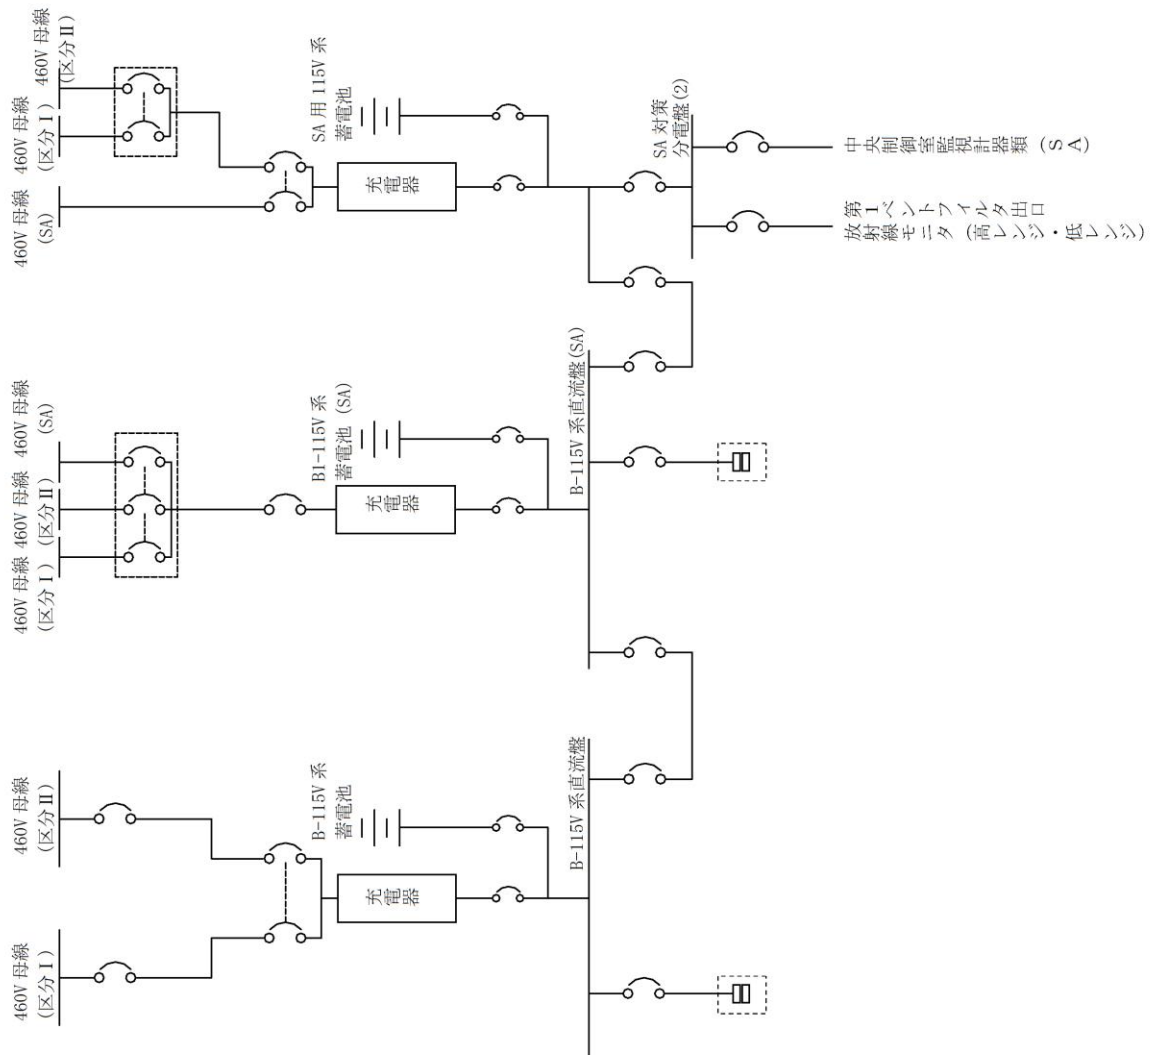 460V 母線
(区分Ⅰ)
460V 母線
(区分Ⅱ)
B-115V 系
蓄電池
充電器
B-115V 系直流盤
460V 母線
(区分Ⅰ)
460V 母線
(区分Ⅱ)
460V 母線
(SA)
B1-115V 系
蓄電池 (SA)
充電器
B-115V 系直流盤(SA)
460V 母線
(SA)
460V 母線
(区分Ⅰ)
460V 母線
(区分Ⅱ)
SA 用 115V 系
蓄電池
充電器
SA 対策
分電盤(2)
第1ベントフィルタ出口
放射線モニタ (高レンジ・低レンジ)
中央制御室監視計器類 (SA)